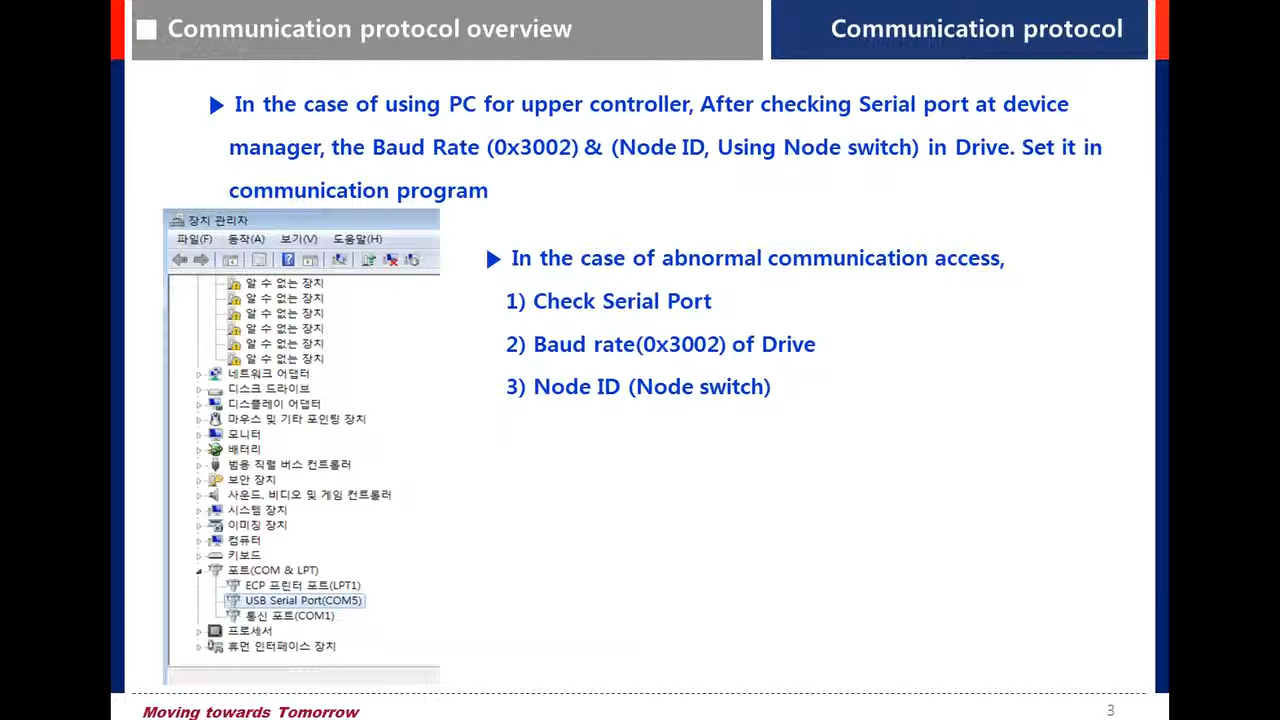 Communication protocol overview
Communication protocol
In the case of using PC for upper controller, After checking Serial port at device
manager, the Baud Rate (0x3002) & (Node ID, Using Node switch) in Drive. Set it in
communication program
장치 관리자
파일(F) 동작(A) 보기(V) 도움말(H)
알 수 없는 장치
알 수 없는 장치
알 수 없는 장치
알 수 없는 장치
알 수 없는 장치
알 수 없는 장치
네트워크 어댑터
디스크 드라이브
디스플레이 어댑터
마우스 및 기타 포인팅 장치
모니터
배터리
범용 직렬 버스 컨트롤러
보안 장치
사운드, 비디오 및 게임 컨트롤러
시스템 장치
이미징 장치
컴퓨터
키보드
포트(COM & LPT)
ECP 프린터 포트(LPT1)
USB Serial Port(COM5)
통신 포트(COM1)
프로세서
휴먼 인터페이스 장치
In the case of abnormal communication access,
1) Check Serial Port
2) Baud rate(0x3002) of Drive
3) Node ID (Node switch)
Moving towards Tomorrow
3